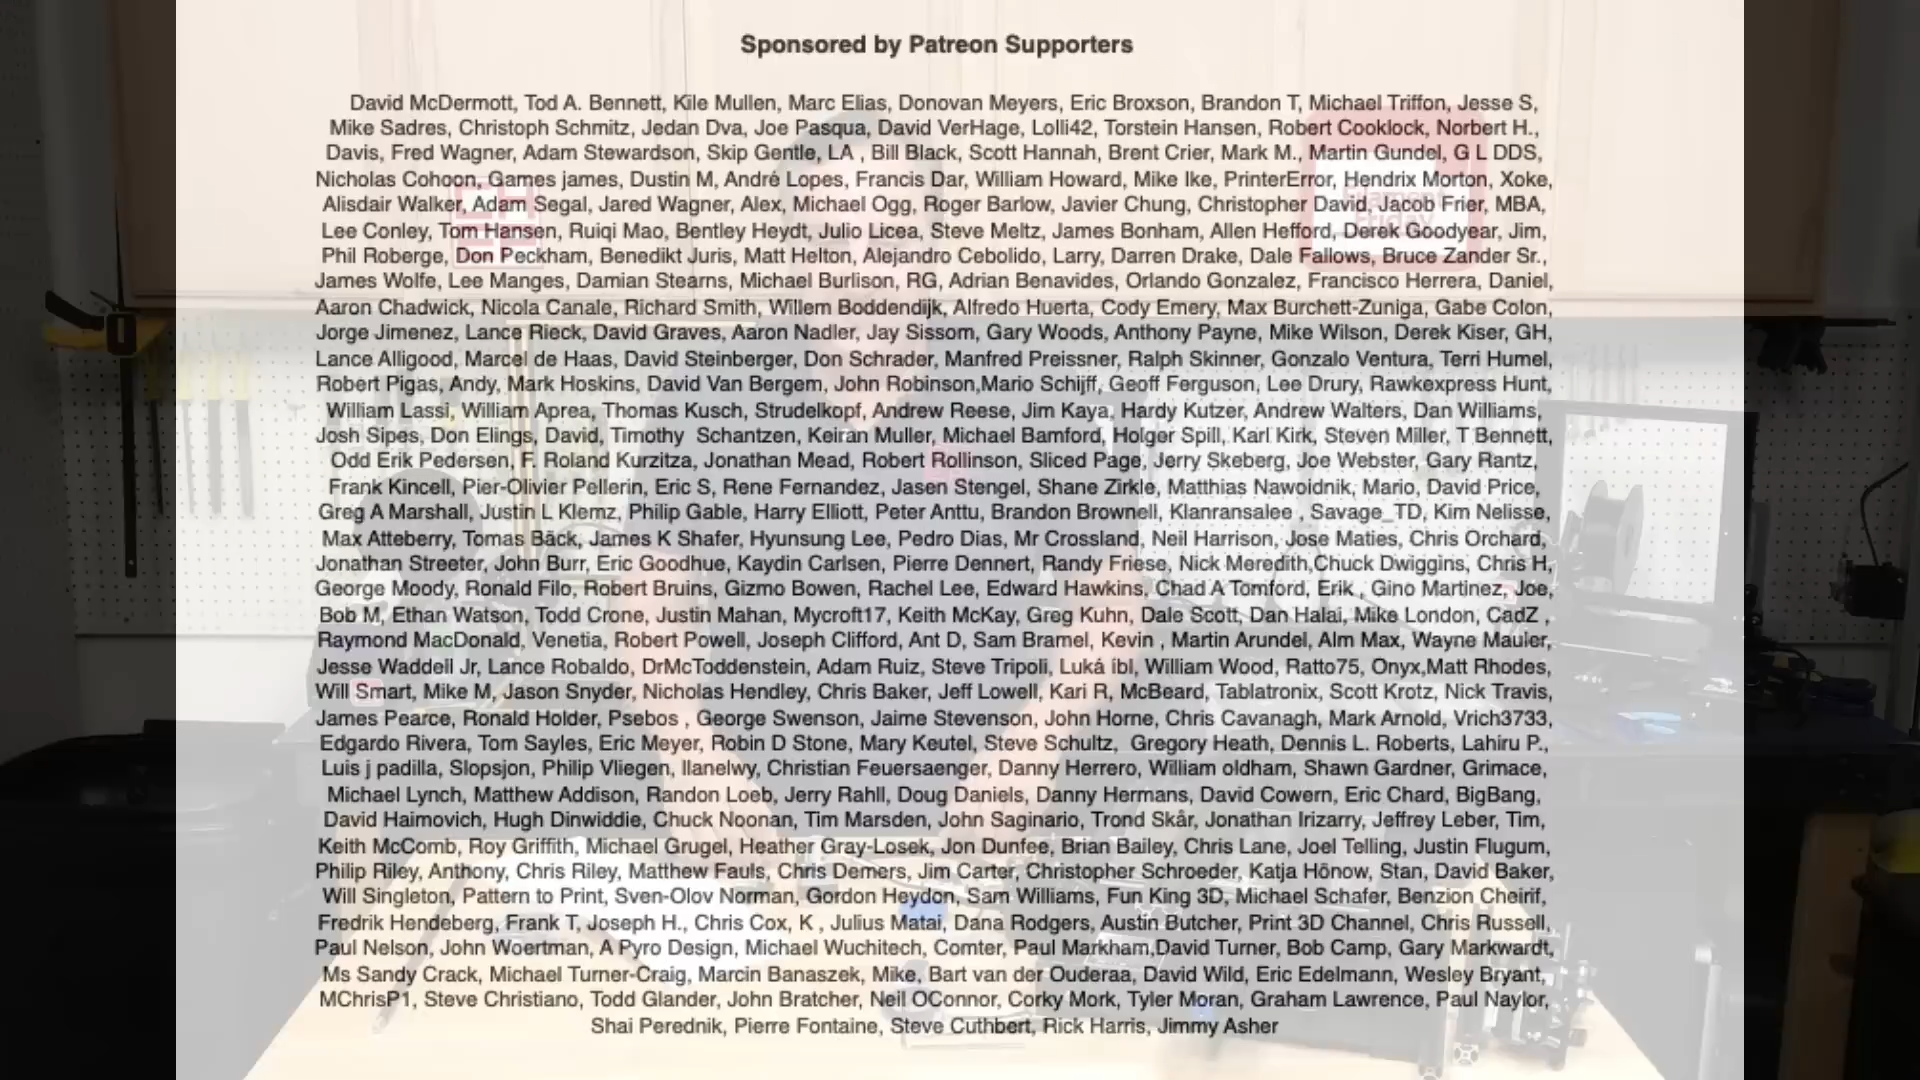 Sponsored by Patreon Supporters
David McDermott, Tod A. Bennett, Kile Mullen, Marc Elias, Donovan Meyers, Eric Broxson, Brandon T, Michael Triffon, Jesse S,
Mike Sadres, Christoph Schmitz, Jedan Dva, Joe Pasqua, David VerHage, Lolli42, Torstein Hansen, Robert Cooklock, Norbert H.,
Davis, Fred Wagner, Adam Stewardson, Skip Gentle, LA , Bill Black, Scott Hannah, Brent Crier, Mark M., Martin Gundel, G L DDS,
Nicholas Cohoon, Games james, Dustin M, André Lopes, Francis Dar, William Howard, Mike Ike, PrinterError, Hendrix Morton, Xoke,
Alisdair Walker, Adam Segal, Jared Wagner, Alex, Michael Ogg, Roger Barlow, Javier Chung, Christopher David, Jacob Frier, MBA,
Lee Conley, Tom Hansen, Ruiqi Mao, Bentley Heydt, Julio Licea, Steve Meltz, James Bonham, Allen Hefford, Derek Goodyear, Jim,
Phil Roberge, Don Peckham, Benedikt Juris, Matt Helton, Alejandro Cebolido, Larry, Darren Drake, Dale Fallows, Bruce Zander Sr.,
James Wolfe, Lee Manges, Damian Stearns, Michael Burlison, RG, Adrian Benavides, Orlando Gonzalez, Francisco Herrera, Daniel,
Aaron Chadwick, Nicola Canale, Richard Smith, Willem Boddendijk, Alfredo Huerta, Cody Emery, Max Burchett-Zuniga, Gabe Colon,
Jorge Jimenez, Lance Rieck, David Graves, Aaron Nadler, Jay Sissom, Gary Woods, Anthony Payne, Mike Wilson, Derek Kiser, GH,
Lance Alligood, Marcel de Haas, David Steinberger, Don Schrader, Manfred Preissner, Ralph Skinner, Gonzalo Ventura, Terri Humel,
Robert Pigas, Andy, Mark Hoskins, David Van Bergem, John Robinson,Mario Schijff, Geoff Ferguson, Lee Drury, Rawkexpress Hunt,
William Lassi, William Aprea, Thomas Kusch, Strudelkopf, Andrew Reese, Jim Kaya, Hardy Kutzer, Andrew Walters, Dan Williams,
Josh Sipes, Don Elings, David, Timothy  Schantzen, Keiran Muller, Michael Bamford, Holger Spill, Karl Kirk, Steven Miller, T Bennett,
Odd Erik Pedersen, F. Roland Kurzitza, Jonathan Mead, Robert Rollinson, Sliced Page, Jerry Skeberg, Joe Webster, Gary Rantz,
Frank Kincell, Pier-Olivier Pellerin, Eric S, Rene Fernandez, Jasen Stengel, Shane Zirkle, Matthias Nawoidnik, Mario, David Price,
Greg A Marshall, Justin L Klemz, Philip Gable, Harry Elliott, Peter Anttu, Brandon Brownell, Klanransalee , Savage_TD, Kim Nelisse,
Max Atteberry, Tomas Bäck, James K Shafer, Hyunsung Lee, Pedro Dias, Mr Crossland, Neil Harrison, Jose Maties, Chris Orchard,
Jonathan Streeter, John Burr, Eric Goodhue, Kaydin Carlsen, Pierre Dennert, Randy Friese, Nick Meredith,Chuck Dwiggins, Chris H,
George Moody, Ronald Filo, Robert Bruins, Gizmo Bowen, Rachel Lee, Edward Hawkins, Chad A Tomford, Erik , Gino Martinez, Joe,
Bob M, Ethan Watson, Todd Crone, Justin Mahan, Mycroft17, Keith McKay, Greg Kuhn, Dale Scott, Dan Halai, Mike London, CadZ ,
Raymond MacDonald, Venetia, Robert Powell, Joseph Clifford, Ant D, Sam Bramel, Kevin , Martin Arundel, Alm Max, Wayne Mauler,
Jesse Waddell Jr, Lance Robaldo, DrMcToddenstein, Adam Ruiz, Steve Tripoli, Luká íbl, William Wood, Ratto75, Onyx,Matt Rhodes,
Will Smart, Mike M, Jason Snyder, Nicholas Hendley, Chris Baker, Jeff Lowell, Kari R, McBeard, Tablatronix, Scott Krotz, Nick Travis,
James Pearce, Ronald Holder, Psebos , George Swenson, Jaime Stevenson, John Horne, Chris Cavanagh, Mark Arnold, Vrich3733,
Edgardo Rivera, Tom Sayles, Eric Meyer, Robin D Stone, Mary Keutel, Steve Schultz,  Gregory Heath, Dennis L. Roberts, Lahiru P.,
Luis j padilla, Slopsjon, Philip Vliegen, llanelwy, Christian Feuersaenger, Danny Herrero, William oldham, Shawn Gardner, Grimace,
Michael Lynch, Matthew Addison, Randon Loeb, Jerry Rahll, Doug Daniels, Danny Hermans, David Cowern, Eric Chard, BigBang,
David Haimovich, Hugh Dinwiddie, Chuck Noonan, Tim Marsden, John Saginario, Trond Skår, Jonathan Irizarry, Jeffrey Leber, Tim,
Keith McComb, Roy Griffith, Michael Grugel, Heather Gray-Losek, Jon Dunfee, Brian Bailey, Chris Lane, Joel Telling, Justin Flugum,
Philip Riley, Anthony, Chris Riley, Matthew Fauls, Chris Demers, Jim Carter, Christopher Schroeder, Katja Hönow, Stan, David Baker,
Will Singleton, Pattern to Print, Sven-Olov Norman, Gordon Heydon, Sam Williams, Fun King 3D, Michael Schafer, Benzion Cheirif,
Fredrik Hendeberg, Frank T, Joseph H., Chris Cox, K , Julius Matai, Dana Rodgers, Austin Butcher, Print 3D Channel, Chris Russell,
Paul Nelson, John Woertman, A Pyro Design, Michael Wuchitech, Comter, Paul Markham,David Turner, Bob Camp, Gary Markwardt,
Ms Sandy Crack, Michael Turner-Craig, Marcin Banaszek, Mike, Bart van der Ouderaa, David Wild, Eric Edelmann, Wesley Bryant,
MChrisP1, Steve Christiano, Todd Glander, John Bratcher, Neil OConnor, Corky Mork, Tyler Moran, Graham Lawrence, Paul Naylor,
Shai Perednik, Pierre Fontaine, Steve Cuthbert, Rick Harris, Jimmy Asher
Filament
Friday